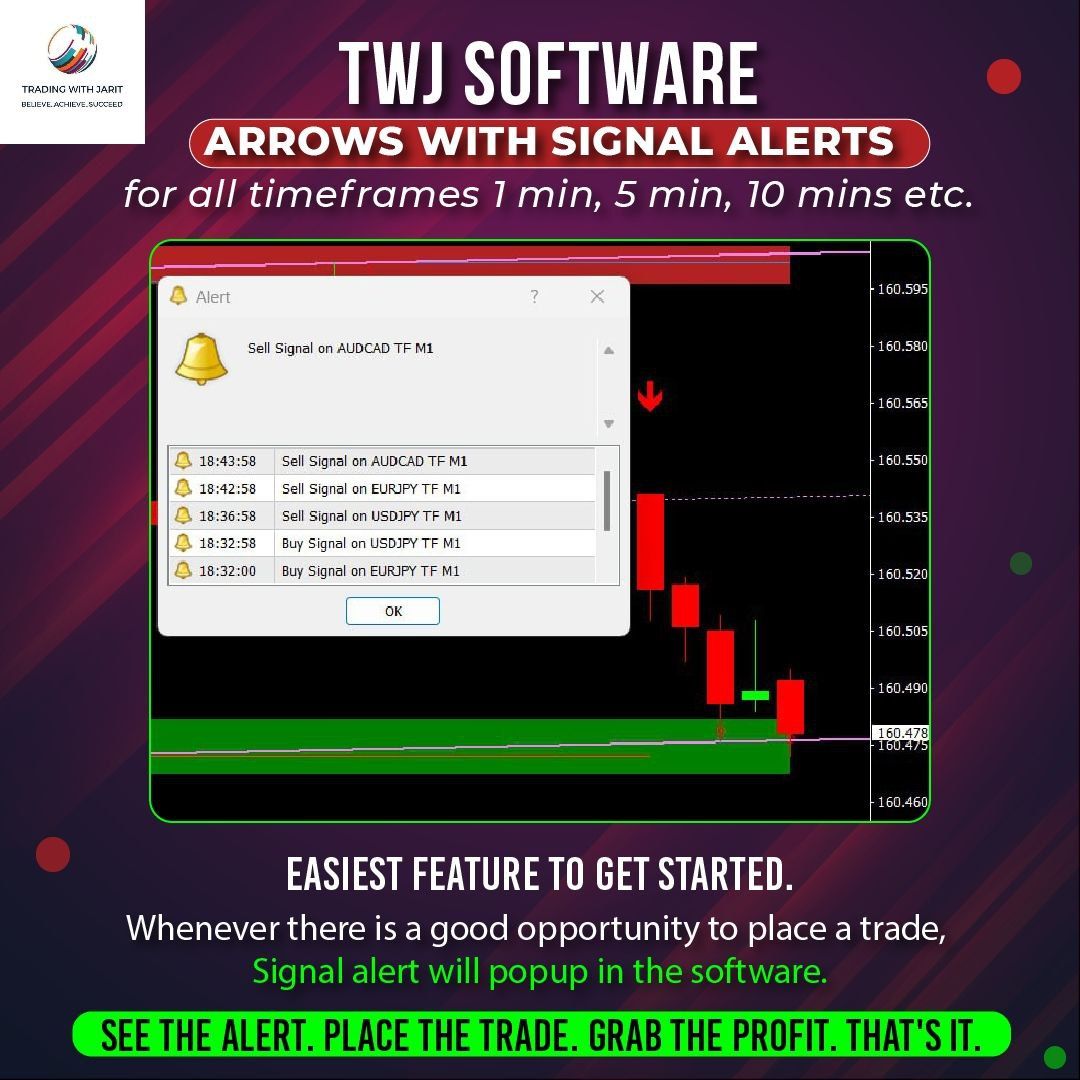 TRADING WITH JARIT
BELIEVE. ACHIEVE. SUCCEED
TWJ SOFTWARE
ARROWS WITH SIGNAL ALERTS
for all timeframes 1 min, 5 min, 10 mins etc.
Alert
?
Sell Signal on AUDCAD TF M1
18:43:58 Sell Signal on AUDCAD TF M1
18:42:58 Sell Signal on EURJPY TF M1
18:36:58 Sell Signal on USDJPY TF M1
18:32:58 Buy Signal on USDJPY TF M1
18:32:00 Buy Signal on EURJPY TF M1
OK
160.595
160.580
160.565
160.550
160.535
160.520
160.505
160.490
160.478
160.475
160.460
EASIEST FEATURE TO GET STARTED.
Whenever there is a good opportunity to place a trade,
Signal alert will popup in the software.
SEE THE ALERT. PLACE THE TRADE. GRAB THE PROFIT. THAT'S IT.